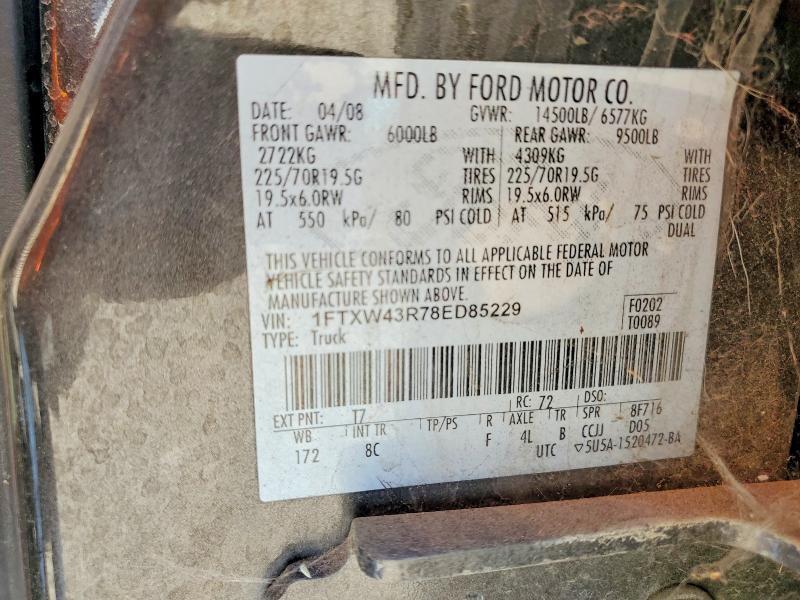 MFD. BY FORD MOTOR CO.
DATE: 04/08 GVWR: 14500LB/ 6577KG
FRONT GAWR: 6000LB REAR GAWR: 9500LB
2722KG WITH 4309KG WITH
225/70R19.5G TIRES 225/70R19.5G TIRES
19.5x6.0RW RIMS 19.5x6.0RW RIMS
AT 550 kPa/ 80 PSI COLD AT 515 kPa/ 75 PSI COLD
DUAL
THIS VEHICLE CONFORMS TO ALL APPLICABLE FEDERAL MOTOR
VEHICLE SAFETY STANDARDS IN EFFECT ON THE DATE OF
MANUFACTURE SHOWN ABOVE.
VIN: 1FTXW43R78ED85229 F0202
TYPE: Truck T0089
EXT PNT: T7 RC: 72 DSO:
WB INT TR TP/PS R AXLE TR SPR 8F716
172 8C F 4L B CCJJ D05
UTC ▽5U5A-1520472-BA